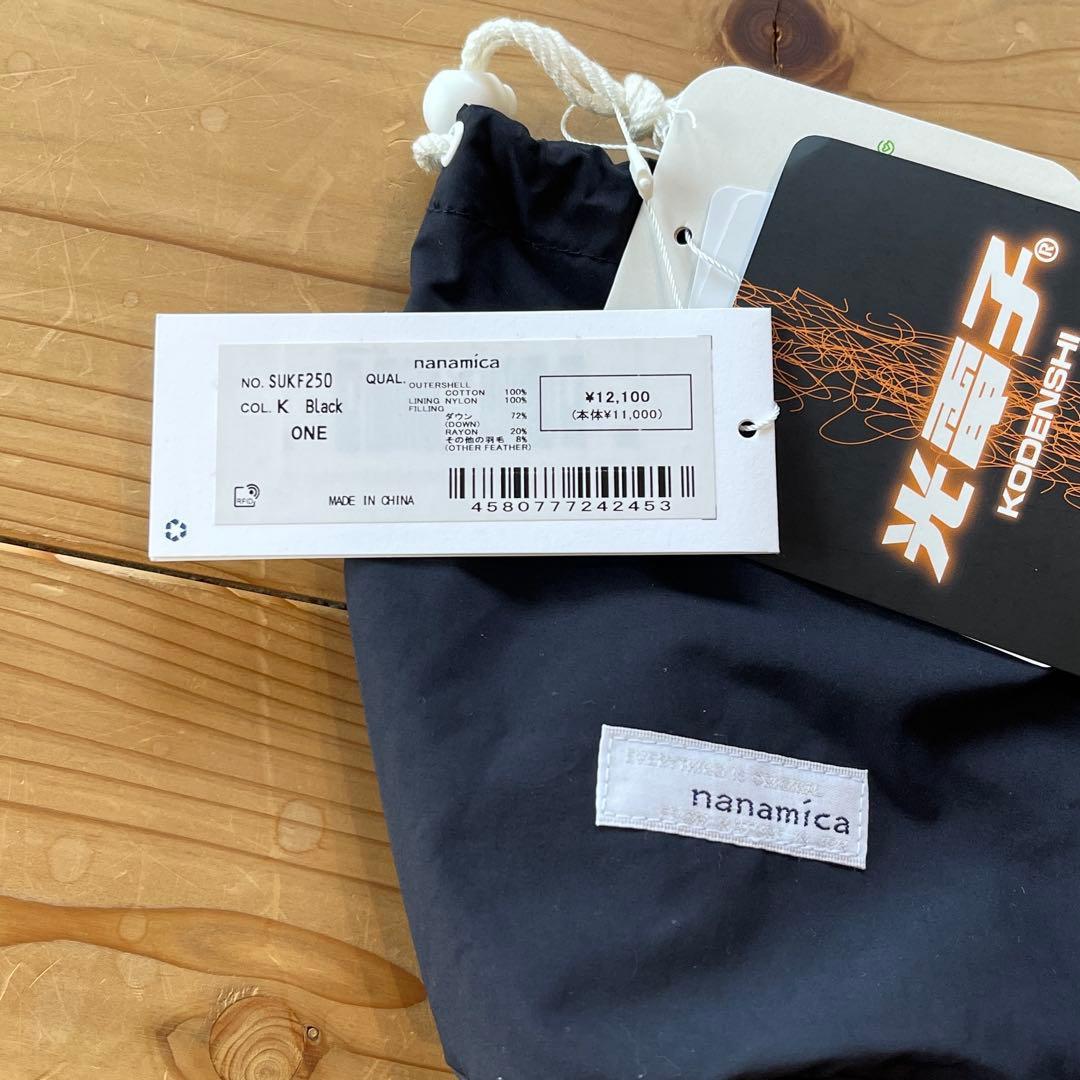 nanamica
NO. SUKF250
COL. K Black
ONE
QUAL.
OUTERSHELL
COTTON 100%
LINING NYLON 100%
FILLING
ダウン 72%
(DOWN)
RAYON 20%
その他の羽毛 8%
(OTHER FEATHER)
¥12,100
(本体¥11,000)
RFID
MADE IN CHINA
4580777242453
光電子®
KODENSHI
nanamica